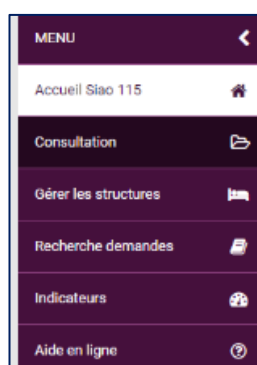 MENU
Accueil Siao 115
Consultation
Gérer les structures
Recherche demandes
Indicateurs
Aide en ligne